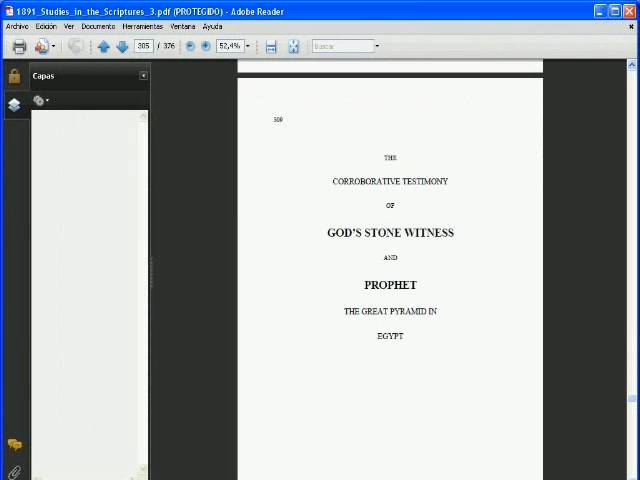 1891_Studies_in_the_Scriptures_3.pdf (PROTEGIDO) - Adobe Reader
Archivo Edición Ver Documento Herramientas Ventana Ayuda
305 / 376 52,4% Buscar
Capas
309
THE
CORROBORATIVE TESTIMONY
OF
GOD'S STONE WITNESS
AND
PROPHET
THE GREAT PYRAMID IN
EGYPT